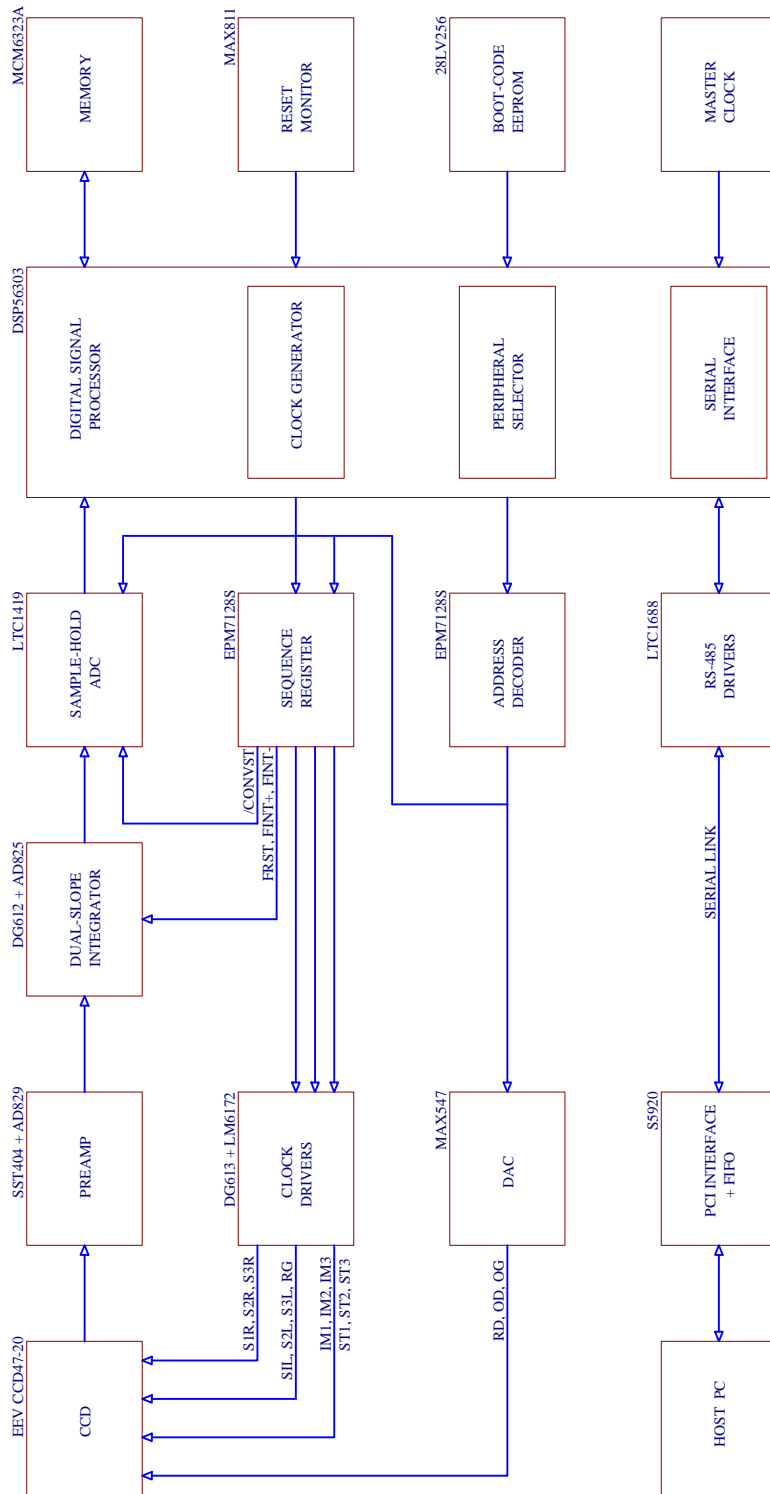 EEV CCD47-20
CCD
SST404 + AD829
PREAMP
DG612 + AD825
DUAL-SLOPE
INTEGRATOR
LTC1419
SAMPLE-HOLD
ADC
DSP56303
DIGITAL SIGNAL
PROCESSOR
MCM6323A
MEMORY
S1R, S2R, S3R
SIL, S2L, S3L, RG
IM1, IM2, IM3
ST1, ST2, ST3
DG613 + LM6172
CLOCK
DRIVERS
/CONVST
FRST, FINT+, FINT-
EPM7128S
SEQUENCE
REGISTER
CLOCK GENERATOR
MAX811
RESET
MONITOR
RD, OD, OG
MAX547
DAC
EPM7128S
ADDRESS
DECODER
PERIPHERAL
SELECTOR
28LV256
BOOT-CODE
EEPROM
HOST PC
S5920
PCI INTERFACE
+ FIFO
SERIAL LINK
LTC1688
RS-485
DRIVERS
SERIAL
INTERFACE
MASTER
CLOCK